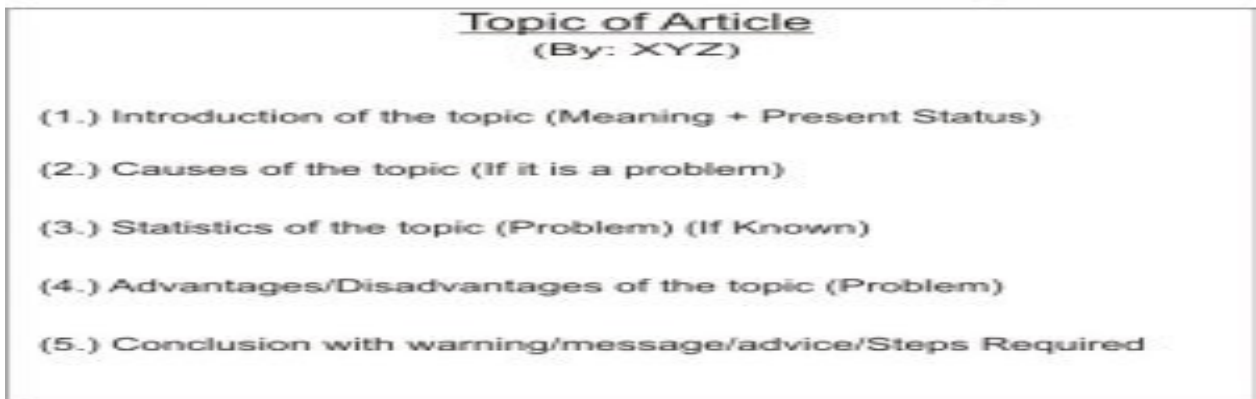 Topic of Article
(By: XYZ)
(1.) Introduction of the topic (Meaning + Present Status)
(2.) Causes of the topic (If it is a problem)
(3.) Statistics of the topic (Problem) (If Known)
(4.) Advantages/Disadvantages of the topic (Problem)
(5.) Conclusion with warning/message/advice/Steps Required